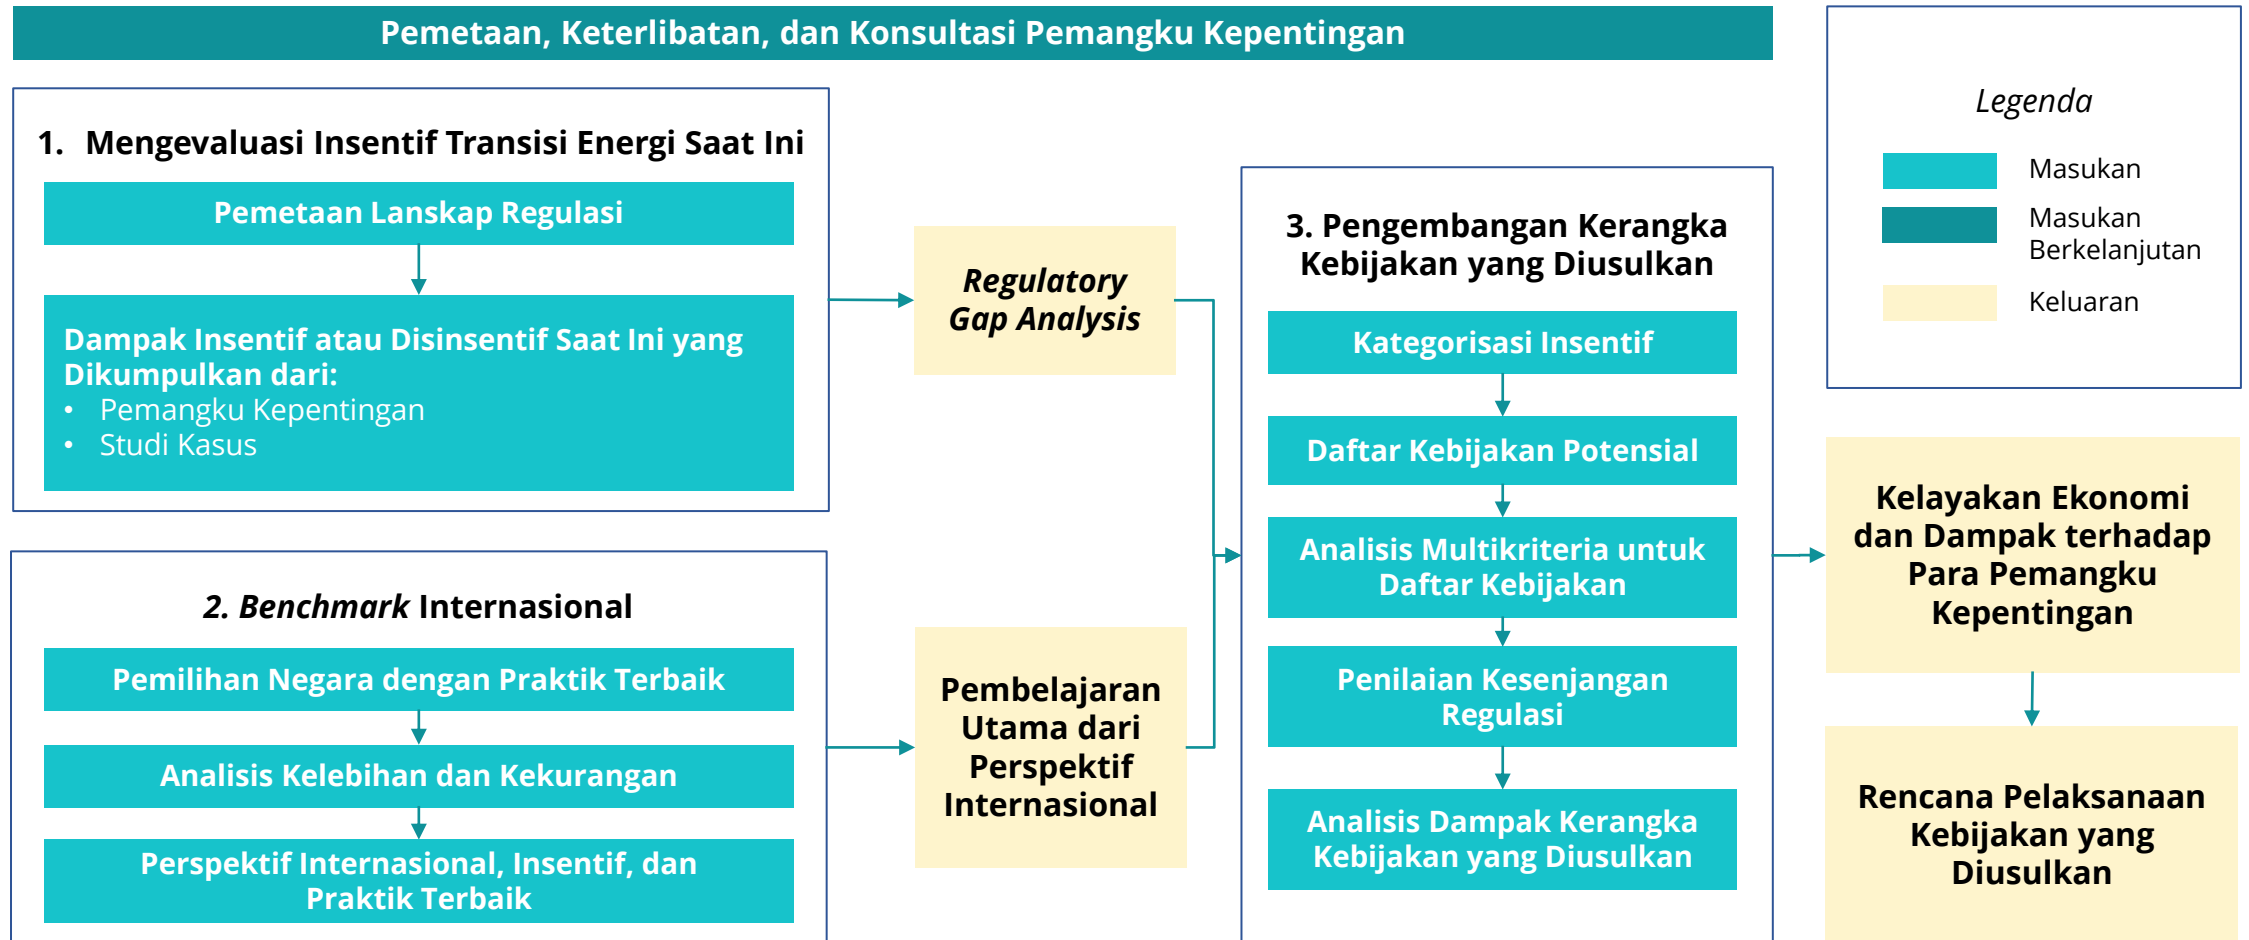 Pemetaan, Keterlibatan, dan Konsultasi Pemangku Kepentingan
1. Mengevaluasi Insentif Transisi Energi Saat Ini
Pemetaan Lanskap Regulasi
Dampak Insentif atau Disinsentif Saat Ini yang
Dikumpulkan dari:
• Pemangku Kepentingan
• Studi Kasus
2. Benchmark Internasional
Pemilihan Negara dengan Praktik Terbaik
Analisis Kelebihan dan Kekurangan
Perspektif Internasional, Insentif, dan
Praktik Terbaik
Regulatory
Gap Analysis
Pembelajaran
Utama dari
Perspektif
Internasional
3. Pengembangan Kerangka
Kebijakan yang Diusulkan
Kategorisasi Insentif
Daftar Kebijakan Potensial
Analisis Multikriteria untuk
Daftar Kebijakan
Penilaian Kesenjangan
Regulasi
Analisis Dampak Kerangka
Kebijakan yang Diusulkan
Legenda
Masukan
Masukan
Berkelanjutan
Keluaran
Kelayakan Ekonomi
dan Dampak terhadap
Para Pemangku
Kepentingan
Rencana Pelaksanaan
Kebijakan yang
Diusulkan